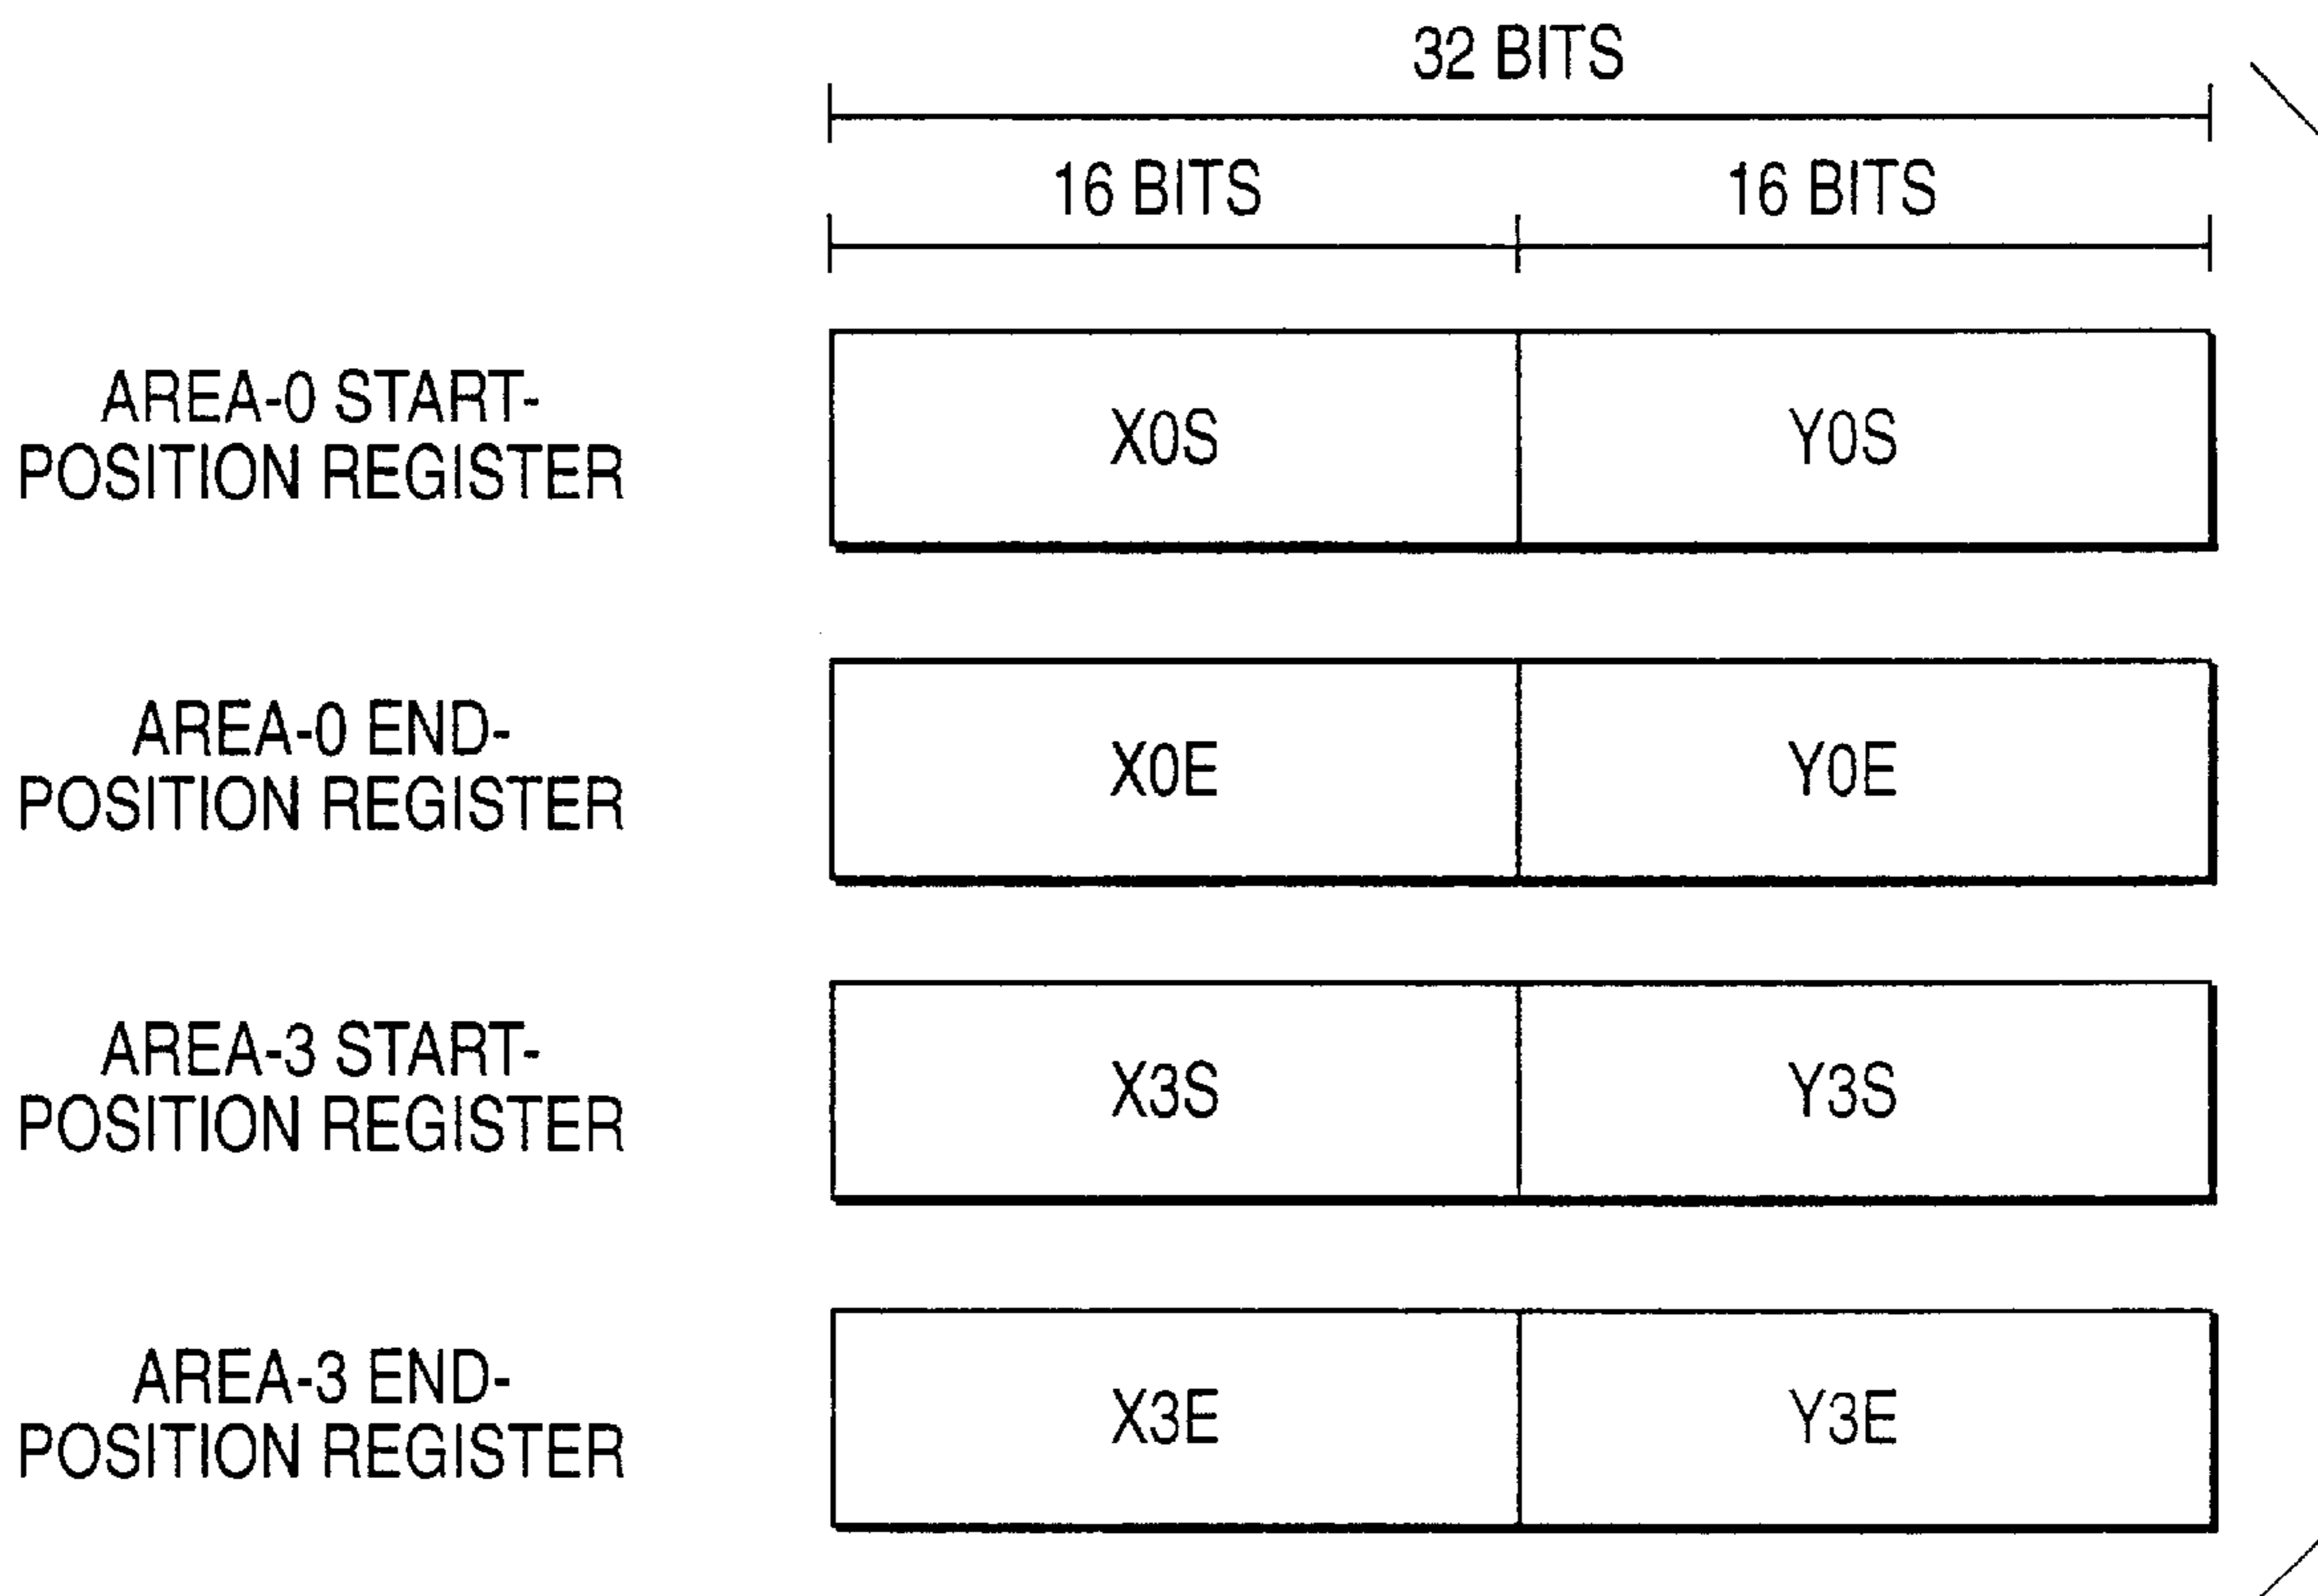 32 BITS
16 BITS 16 BITS
AREA-0 START-
POSITION REGISTER
X0S Y0S
AREA-0 END-
POSITION REGISTER
X0E Y0E
AREA-3 START-
POSITION REGISTER
X3S Y3S
AREA-3 END-
POSITION REGISTER
X3E Y3E